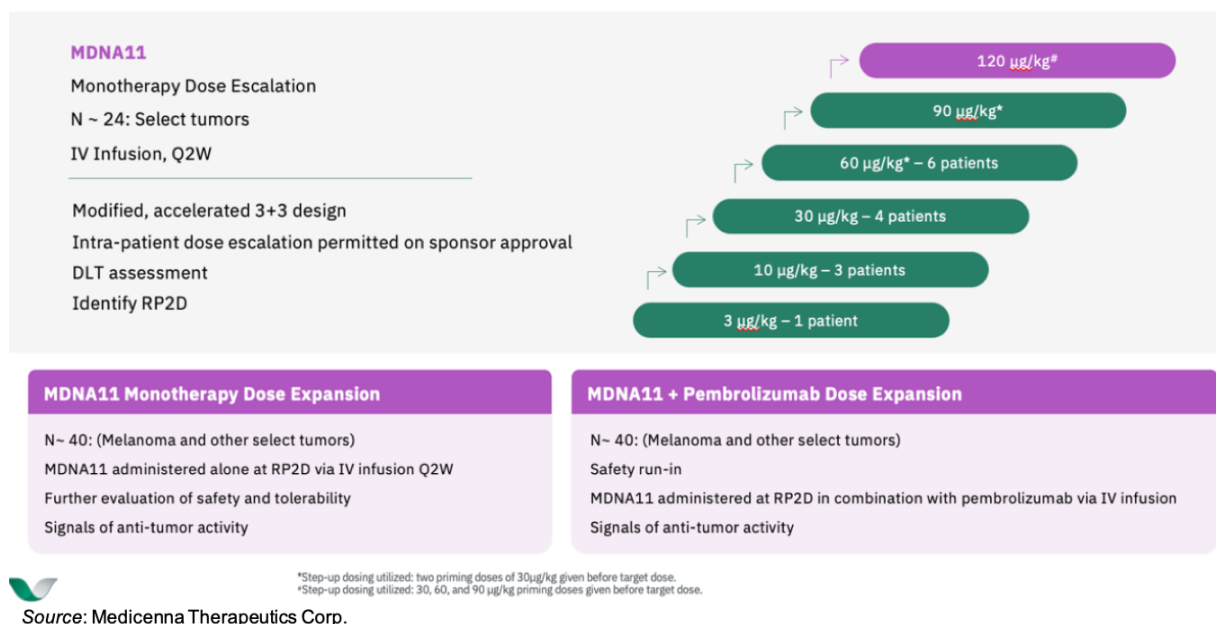 MDNA11
Monotherapy Dose Escalation
N ~ 24: Select tumors
IV Infusion, Q2W
Modified, accelerated 3+3 design
Intra-patient dose escalation permitted on sponsor approval
DLT assessment
Identify RP2D
120 µg/kg#
90 µg/kg*
60 µg/kg* – 6 patients
30 µg/kg – 4 patients
10 µg/kg – 3 patients
3 µg/kg – 1 patient
MDNA11 Monotherapy Dose Expansion
N~ 40: (Melanoma and other select tumors)
MDNA11 administered alone at RP2D via IV infusion Q2W
Further evaluation of safety and tolerability
Signals of anti-tumor activity
MDNA11 + Pembrolizumab Dose Expansion
N~ 40: (Melanoma and other select tumors)
Safety run-in
MDNA11 administered at RP2D in combination with pembrolizumab via IV infusion
Signals of anti-tumor activity
*Step-up dosing utilized: two priming doses of 30µg/kg given before target dose.
#Step-up dosing utilized: 30, 60, and 90 µg/kg priming doses given before target dose.
Source: Medicenna Therapeutics Corp.